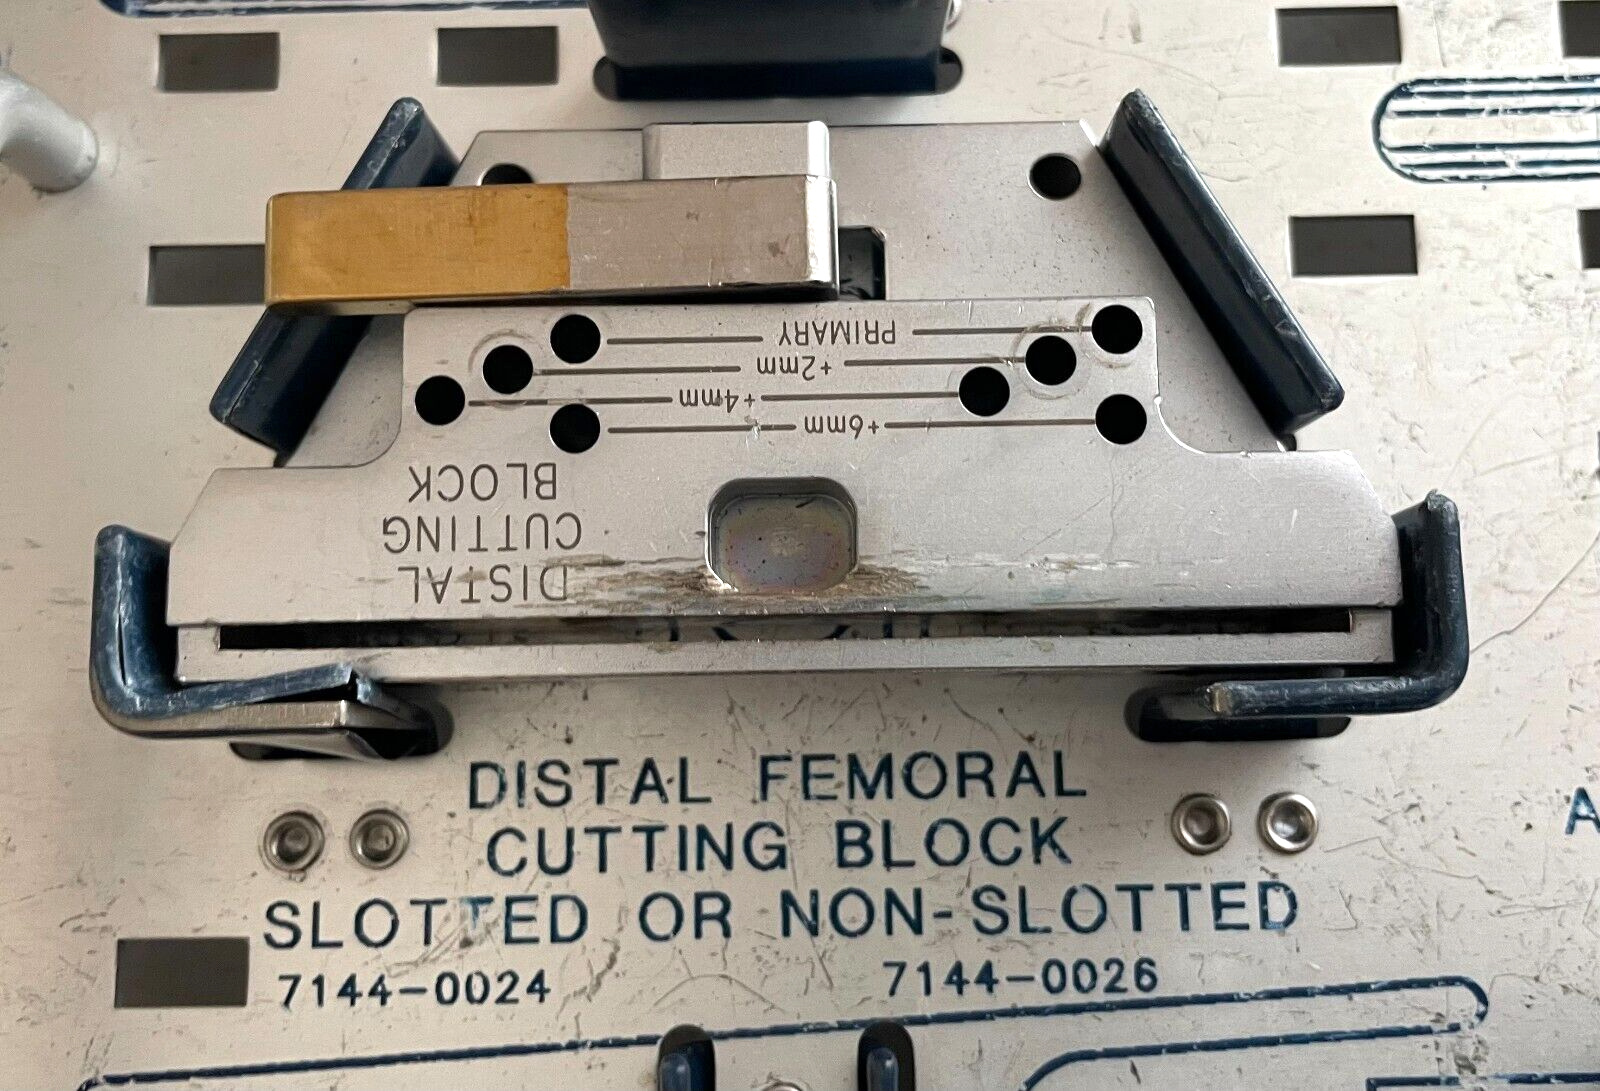 PRIMARY
+2mm
+4mm
+6mm
DISTAL
CUTTING
BLOCK
DISTAL FEMORAL
CUTTING BLOCK
SLOTTED OR NON-SLOTTED
7144-0024 7144-0026
A